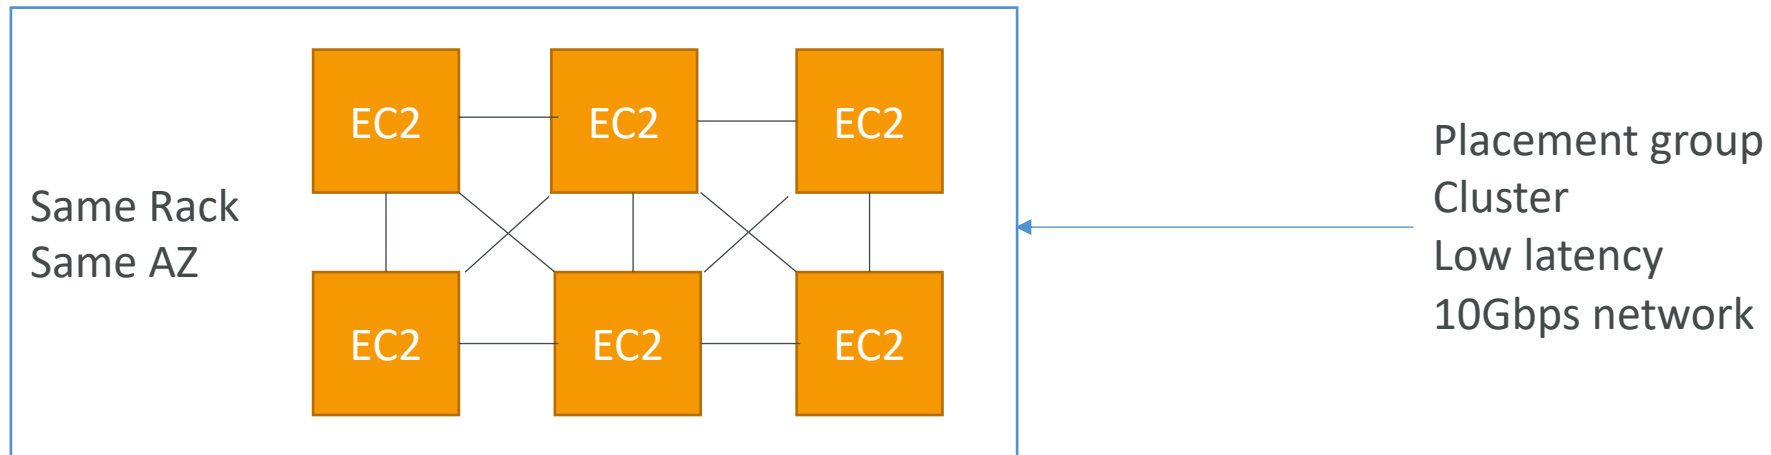 EC2
EC2
EC2
Same Rack
Same AZ
EC2
EC2
EC2
Placement group
Cluster
Low latency
10Gbps network